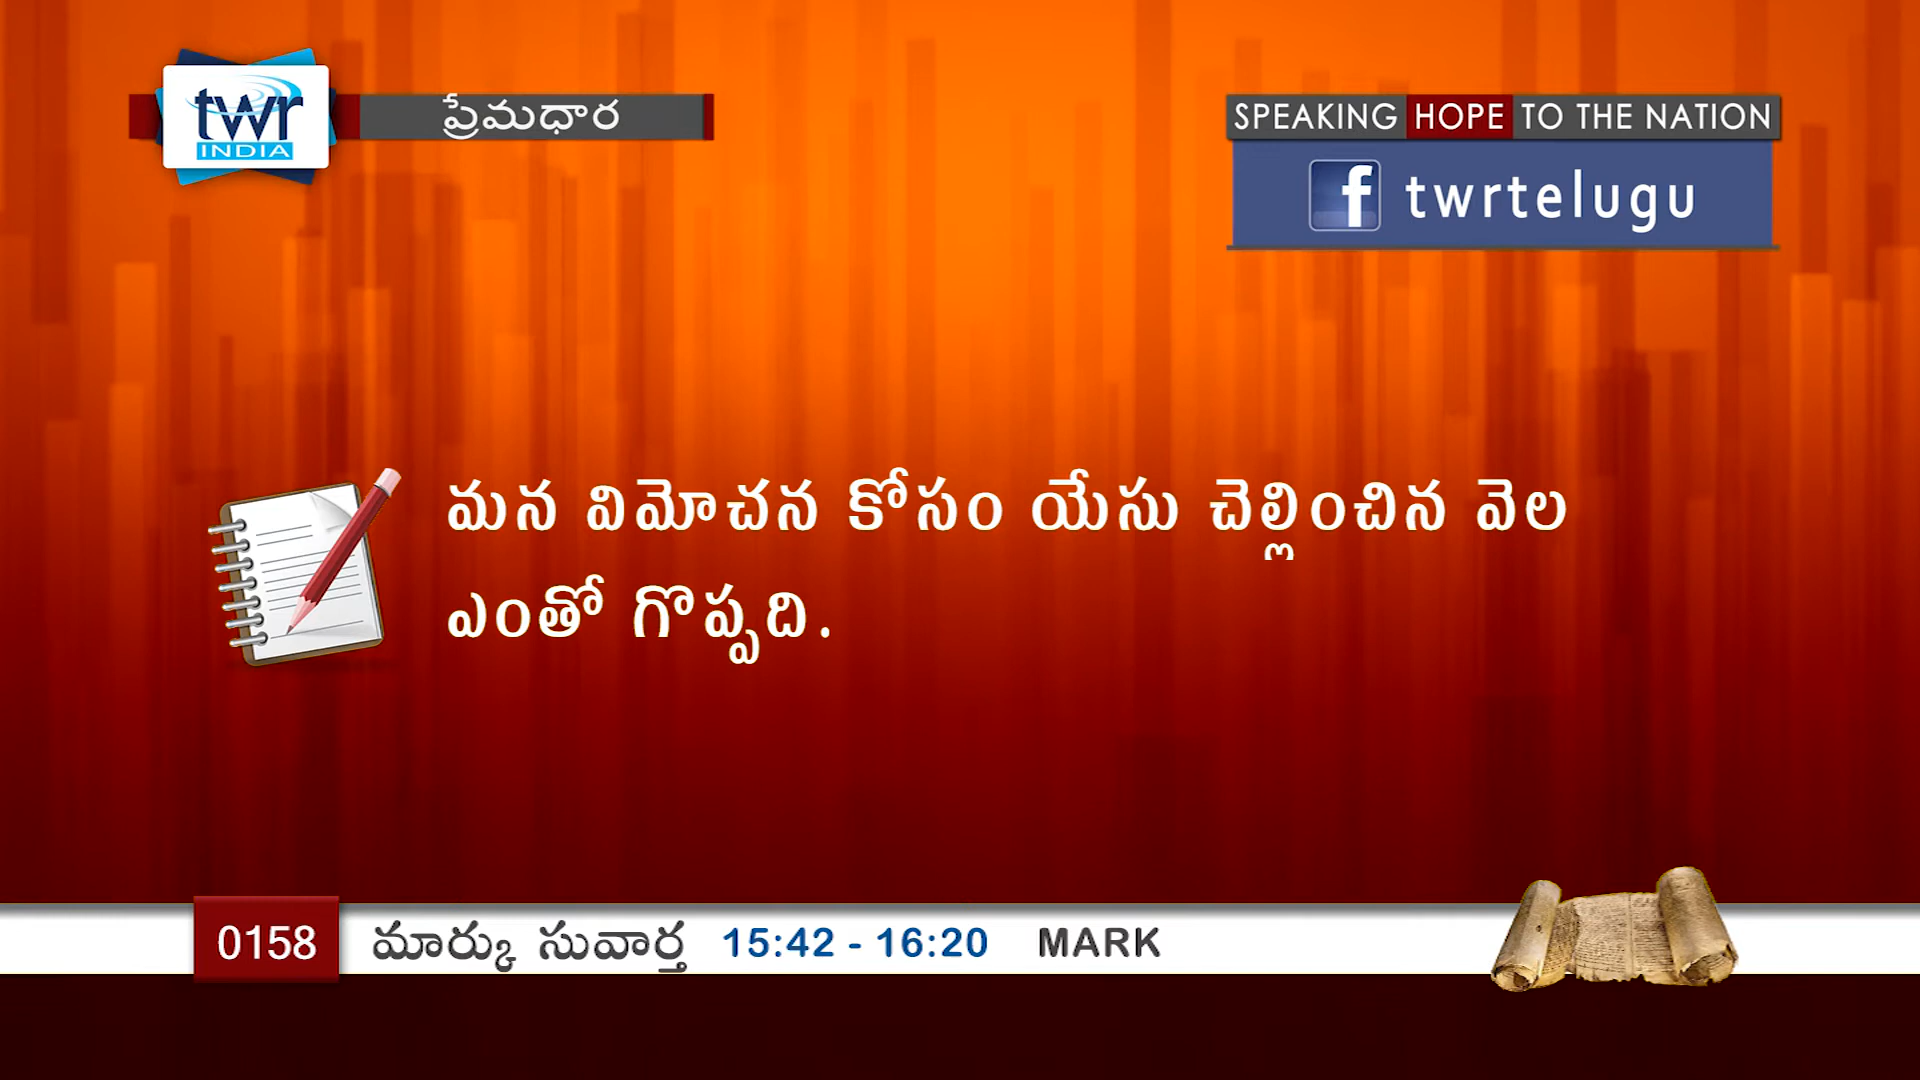 twr
INDIA
ప్రేమధార
SPEAKING HOPE TO THE NATION
f twrtelugu
మన విమోచన కోసం యేసు చెల్లించిన వెల
ఎంతో గొప్పది.
0158 మార్కు సువార్త 15:42 - 16:20 MARK